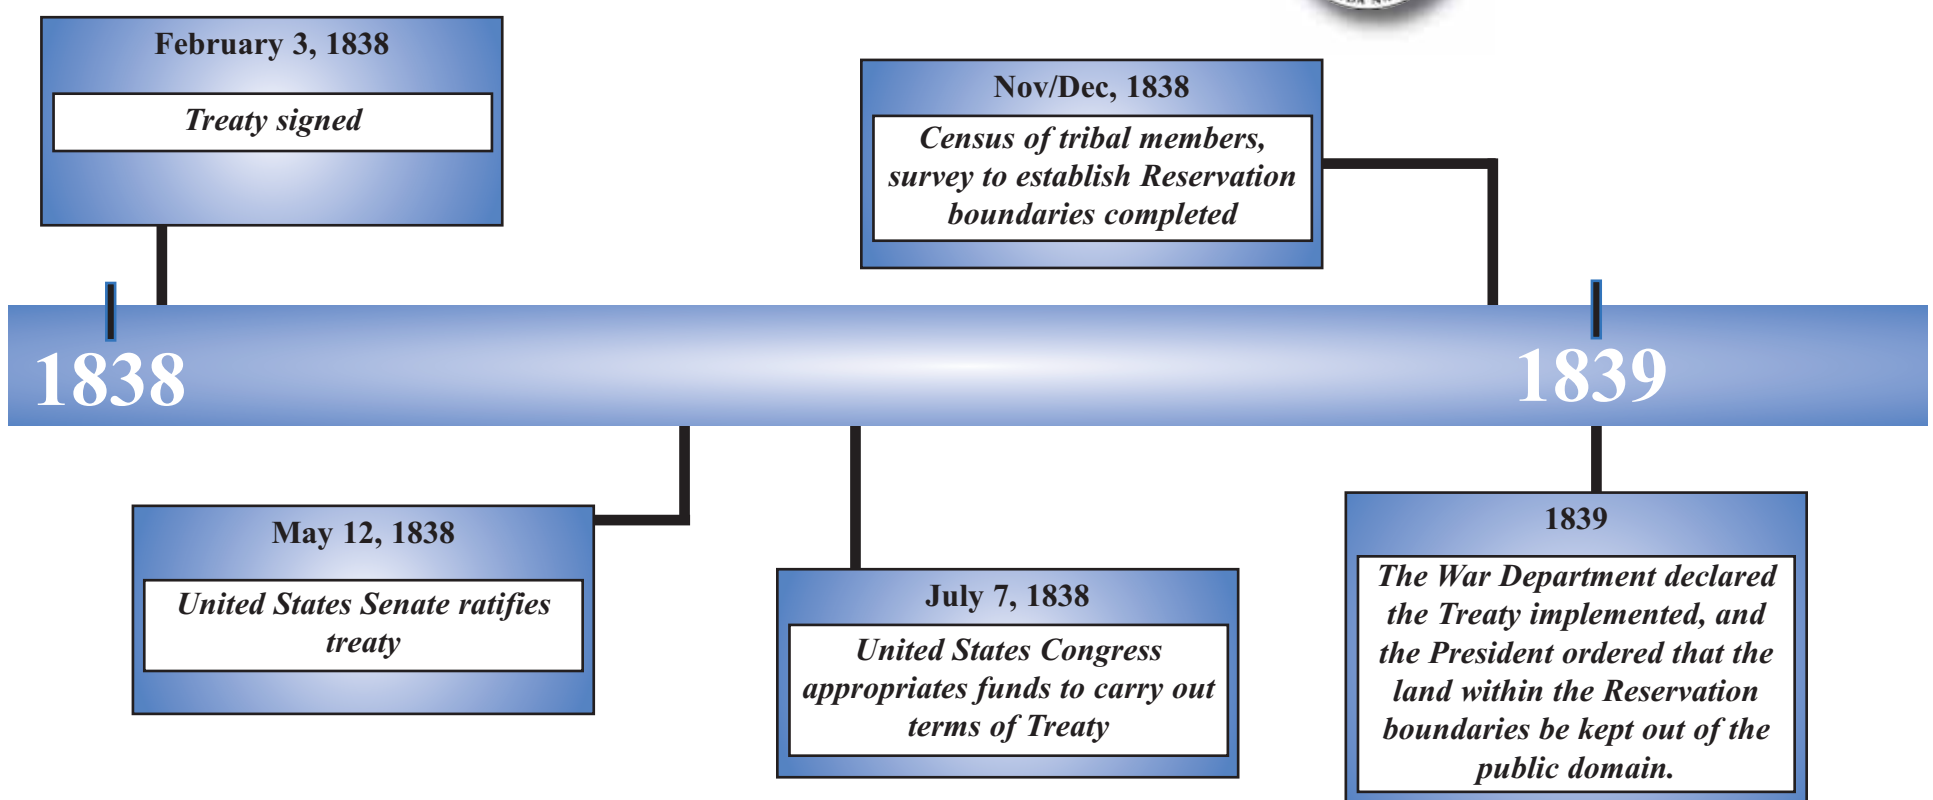 February 3, 1838
Treaty signed
Nov/Dec, 1838
Census of tribal members,
survey to establish Reservation
boundaries completed
1838
1839
May 12, 1838
United States Senate ratifies
treaty
July 7, 1838
United States Congress
appropriates funds to carry out
terms of Treaty
1839
The War Department declared
the Treaty implemented, and
the President ordered that the
land within the Reservation
boundaries be kept out of the
public domain.